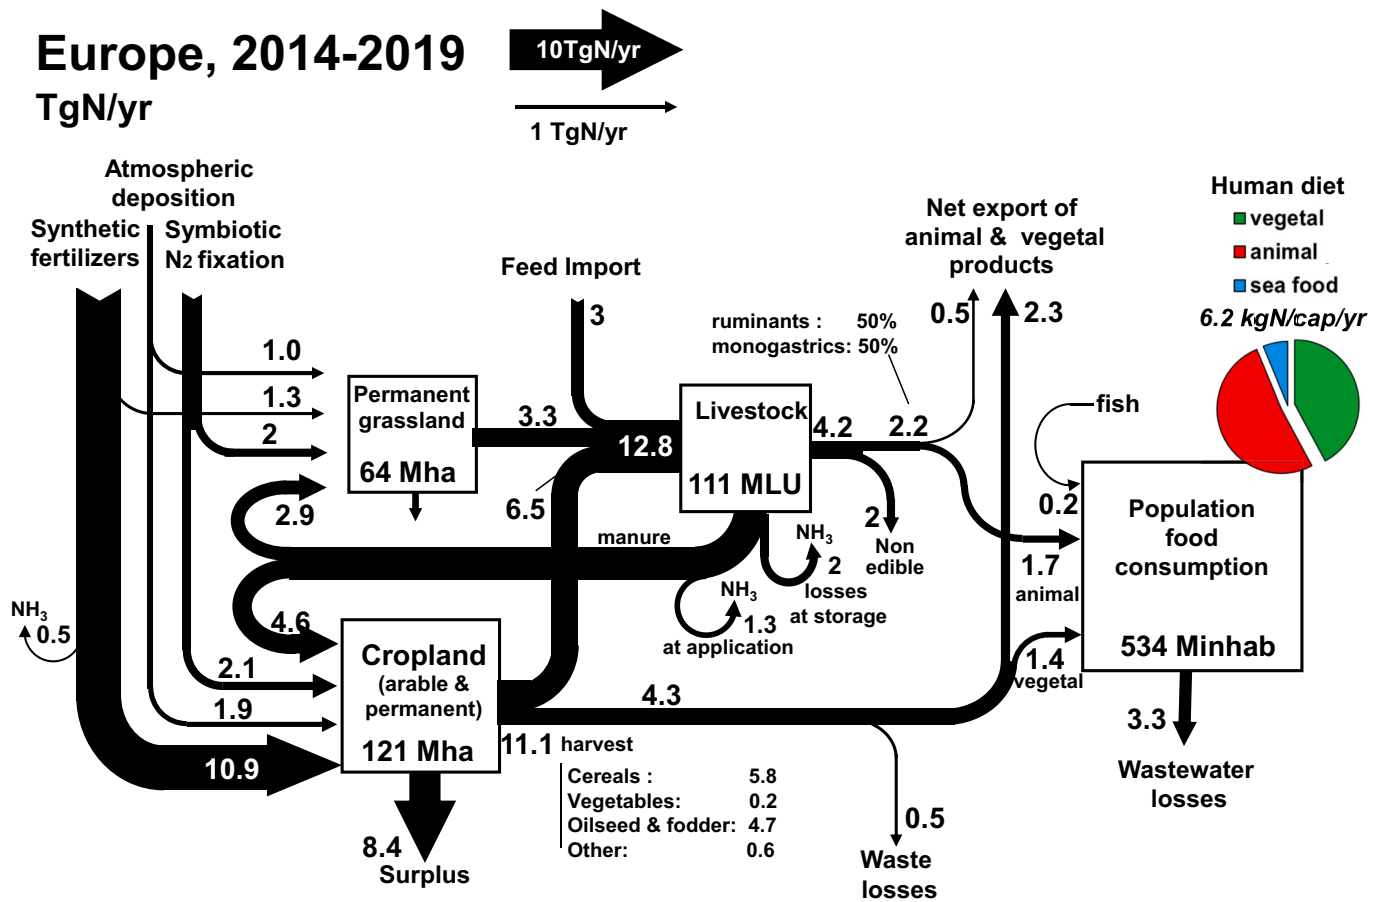 Europe, 2014-2019
TgN/yr
10TgN/yr
1 TgN/yr
Atmospheric
deposition
Synthetic
fertilizers
Symbiotic
N2 fixation
Feed Import
3
ruminants : 50%
monogastrics: 50%
Net export of
animal & vegetal
products
0.5
2.3
Human diet
vegetal
animal
sea food
6.2 kgN/cap/yr
1.0
1.3
2
2.9
Permanent
grassland
64 Mha
3.3
12.8
6.5
Livestock
111 MLU
4.2
2.2
2
Non
edible
fish
0.2
1.7
animal
1.4
vegetal
Population
food
consumption
534 Minhab
3.3
Wastewater
losses
manure
NH3
2
losses
at storage
NH3
1.3
at application
NH3
0.5
4.6
2.1
1.9
10.9
Cropland
(arable &
permanent)
121 Mha
8.4
Surplus
4.3
11.1 harvest
Cereals : 5.8
Vegetables: 0.2
Oilseed & fodder: 4.7
Other: 0.6
0.5
Waste
losses